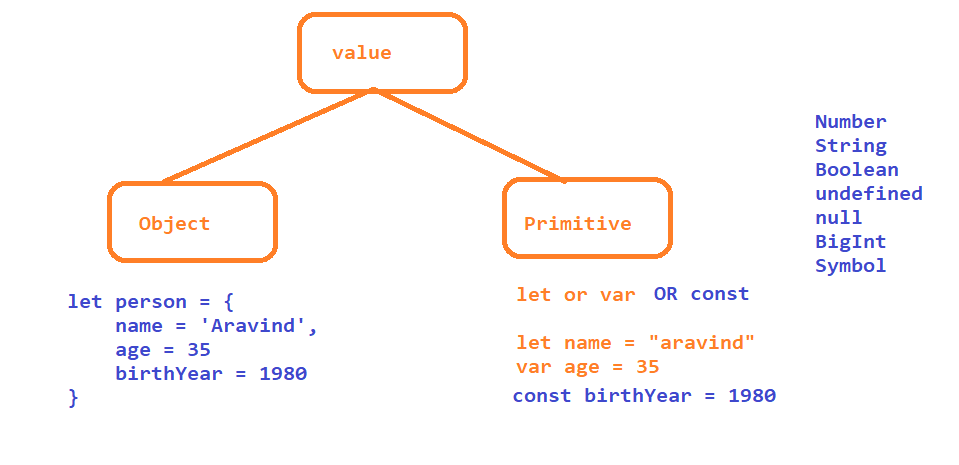 value
Object
Primitive
Number
String
Boolean
undefined
null
BigInt
Symbol
let person = {
    name = 'Aravind',
    age = 35
    birthYear = 1980
}
let or var OR const
let name = "aravind"
var age = 35
const birthYear = 1980